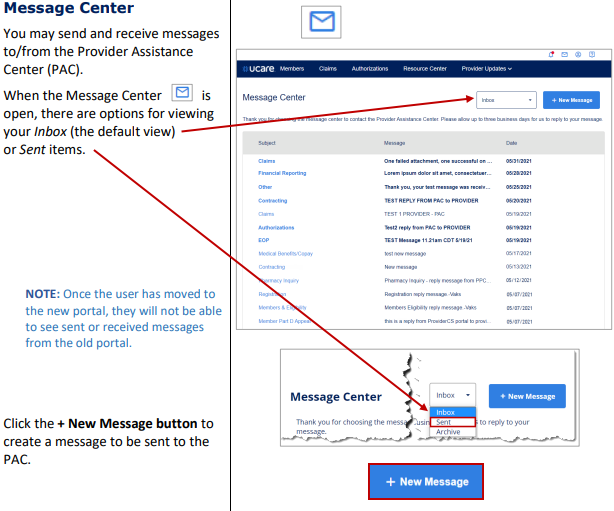 Message Center
You may send and receive messages
to/from the Provider Assistance
Center (PAC).
When the Message Center is
open, there are options for viewing
your Inbox (the default view)
or Sent items.
NOTE: Once the user has moved to
the new portal, they will not be able
to see sent or received messages
from the old portal.
Click the + New Message button to
create a message to be sent to the
PAC.
ucare Members Claims Authorizations Resource Center Provider Updates
Message Center
Inbox
+ New Message
Thank you for choosing the message center to contact the Provider Assistance Center. Please allow up to three business days for us to reply to your message.
Subject Message Date
Claims One failed attachment, one successful on ... 05/31/2021
Financial Reporting Lorem ipsum dolor sit amet, consectetuer... 05/28/2021
Other Thank you, your test message was receiv... 05/25/2021
Contracting TEST REPLY FROM PAC to PROVIDER 05/20/2021
Claims TEST 1 PROVIDER - PAC 05/19/2021
Authorizations Test2 reply from PAC to PROVIDER 05/19/2021
EOP TEST Message 11.21am CDT 5/19/21 05/19/2021
Medical Benefits/Copay test new message 05/17/2021
Contracting New message 05/13/2021
Pharmacy Inquiry Pharmacy Inquiry - reply message from PPC... 05/12/2021
Registration Registration reply message -Vaks 05/07/2021
Members & Eligibility Members Eligibility reply message -Vaks 05/07/2021
Member Part D Appeal this is a reply from ProviderCS portal to provi... 05/07/2021
Message Center
Inbox
+ New Message
Inbox
Sent
Archive
Thank you for choosing the messa usin s to reply to your
message.
+ New Message